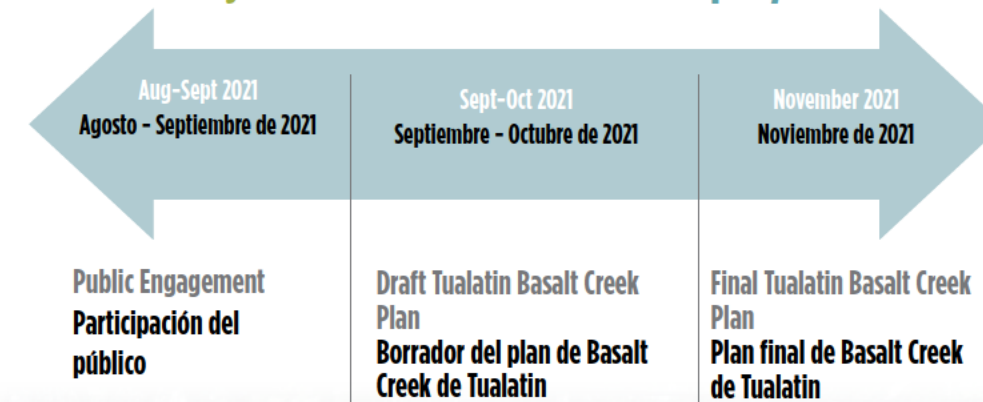 Aug-Sept 2021
Agosto - Septiembre de 2021
Sept-Oct 2021
Septiembre - Octubre de 2021
November 2021
Noviembre de 2021
Public Engagement
Participación del
público
Draft Tualatin Basalt Creek
Plan
Borrador del plan de Basalt
Creek de Tualatin
Final Tualatin Basalt Creek
Plan
Plan final de Basalt Creek
de Tualatin